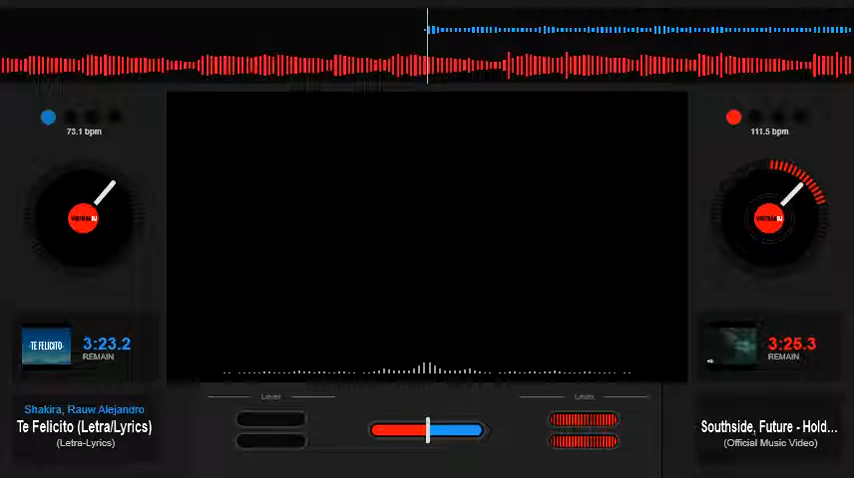 73.1 bpm
111.5 bpm
TE FELICITO
3:23.2
REMAIN
3:25.3
REMAIN
Level
Shakira, Rauw Alejandro
Te Felicito (Letra/Lyrics)
(Letra-Lyrics)
Southside, Future - Hold...
(Official Music Video)